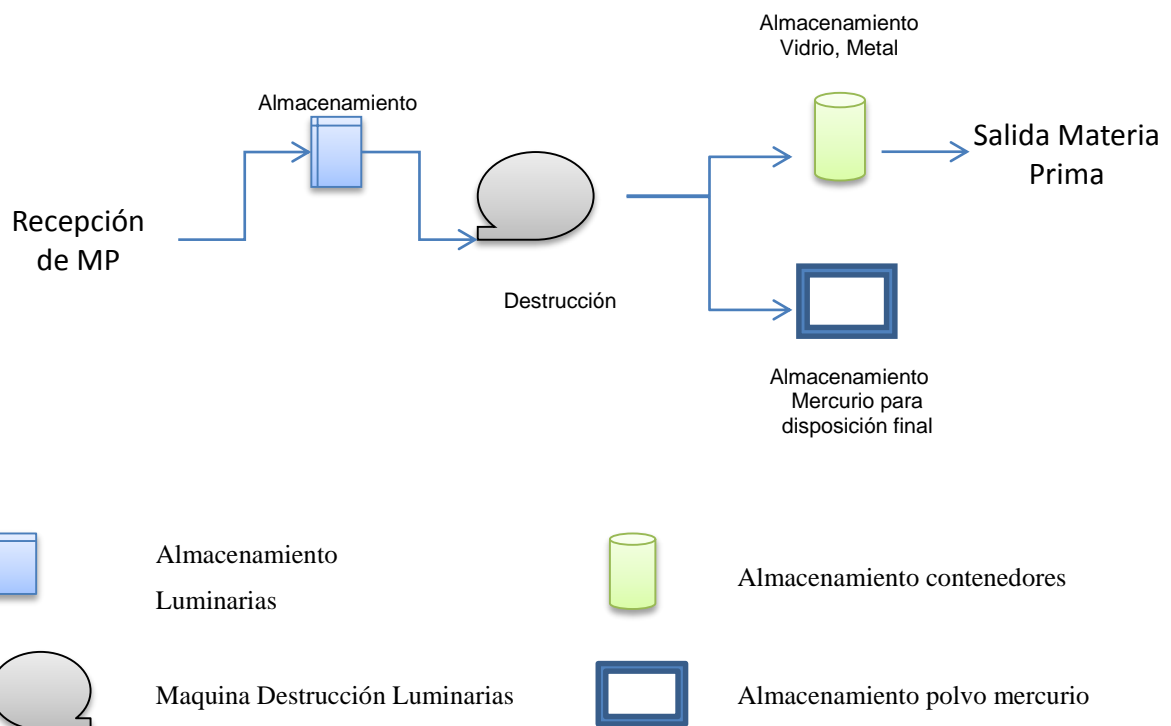 Almacenamiento
Vidrio, Metal
Almacenamiento
Salida Materia
Prima
Recepción
de MP
Destrucción
Almacenamiento
Mercurio para
disposición final
Almacenamiento
Luminarias
Almacenamiento contenedores
Maquina Destrucción Luminarias
Almacenamiento polvo mercurio